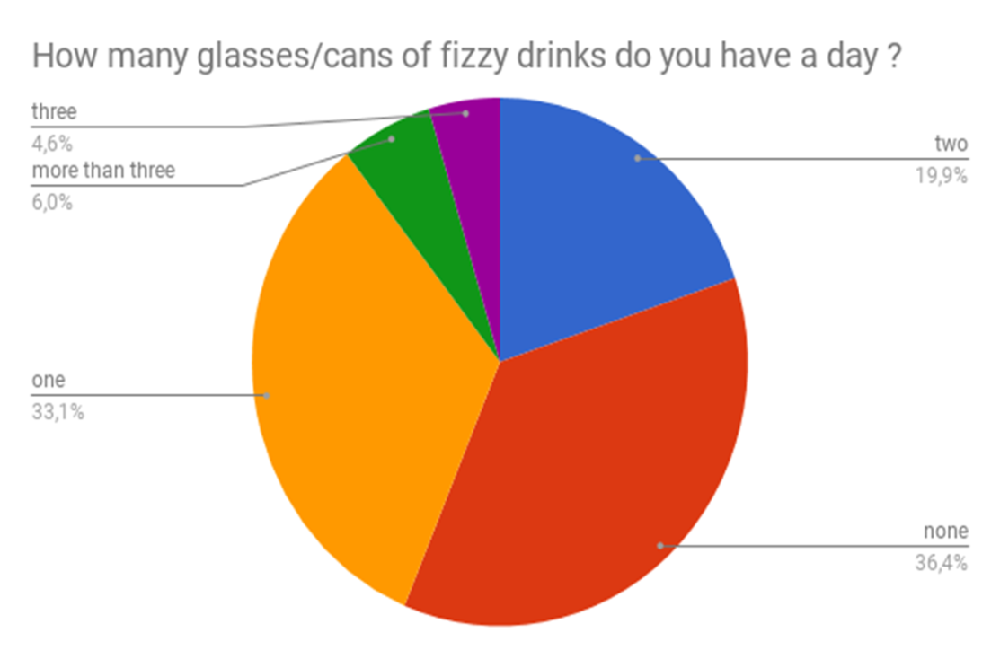 How many glasses/cans of fizzy drinks do you have a day ?
three
4,6%
more than three
6,0%
one
33,1%
two
19,9%
none
36,4%